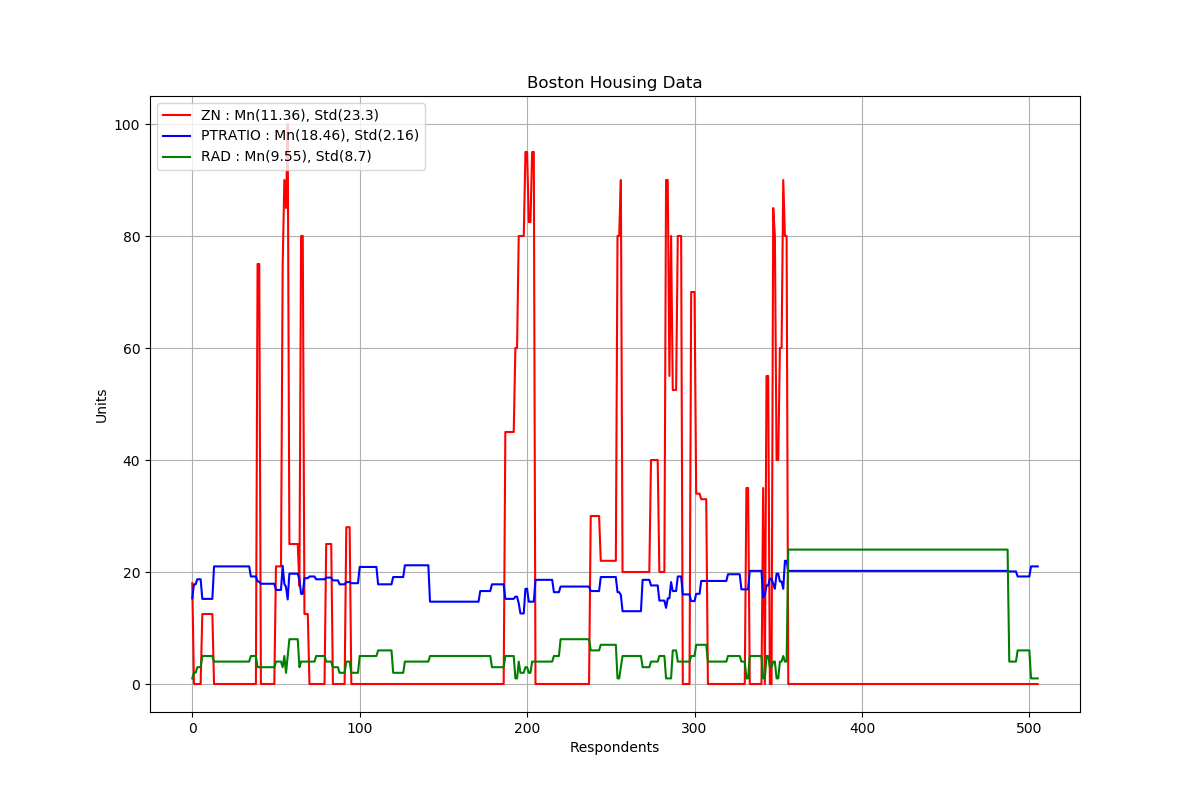 Boston Housing Data
ZN : Mn(11.36), Std(23.3)
PTRATIO : Mn(18.46), Std(2.16)
RAD : Mn(9.55), Std(8.7)
100
80
60
40
20
0
Units
0 100 200 300 400 500
Respondents